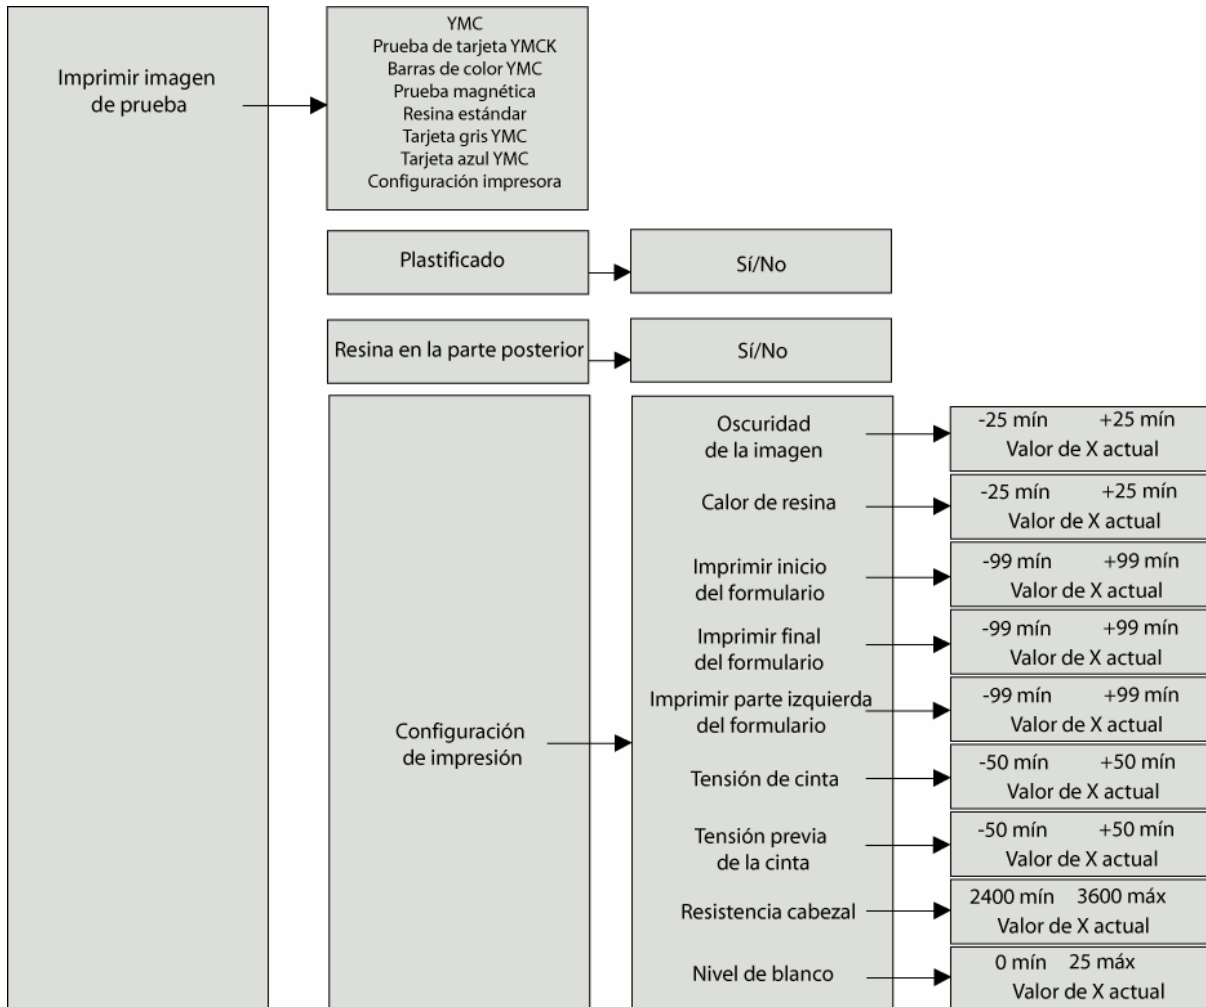 Imprimir imagen
de prueba
YMC
Prueba de tarjeta YMCK
Barras de color YMC
Prueba magnética
Resina estándar
Tarjeta gris YMC
Tarjeta azul YMC
Configuración impresora
Plastificado
Sí/No
Resina en la parte posterior
Sí/No
Configuración
de impresión
Oscuridad
de la imagen
-25 mín +25 mín
Valor de X actual
Calor de resina
-25 mín +25 mín
Valor de X actual
Imprimir inicio
del formulario
-99 mín +99 mín
Valor de X actual
Imprimir final
del formulario
-99 mín +99 mín
Valor de X actual
Imprimir parte izquierda
del formulario
-99 mín +99 mín
Valor de X actual
Tensión de cinta
-50 mín +50 mín
Valor de X actual
Tensión previa
de la cinta
-50 mín +50 mín
Valor de X actual
Resistencia cabezal
2400 mín 3600 máx
Valor de X actual
Nivel de blanco
0 mín 25 máx
Valor de X actual